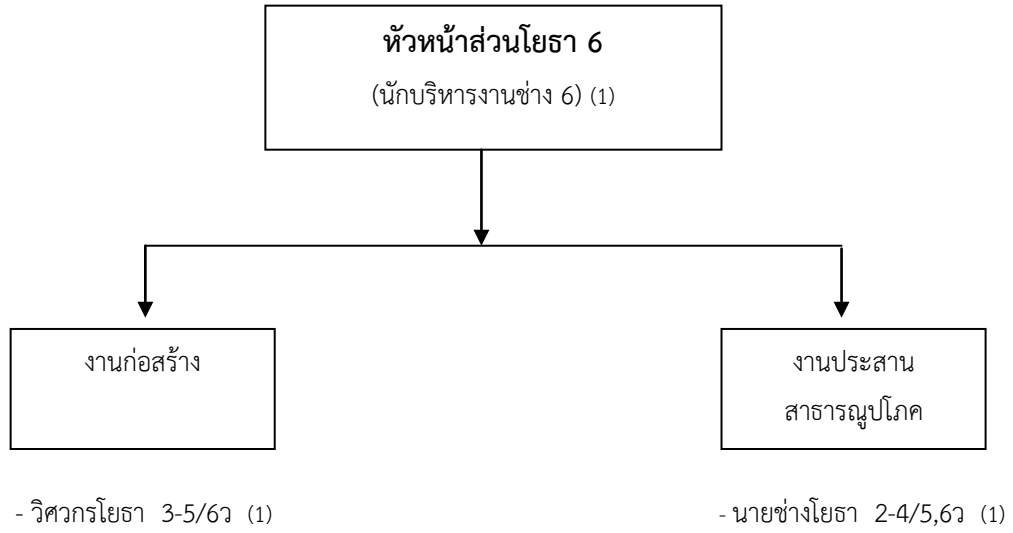 หัวหน้าส่วนโยธา 6
(นักบริหารงานช่าง 6) (1)
งานก่อสร้าง
งานประสาน
สาธารณูปโภค
- วิศวกรโยธา 3-5/6ว (1)
- นายช่างโยธา 2-4/5,6ว (1)